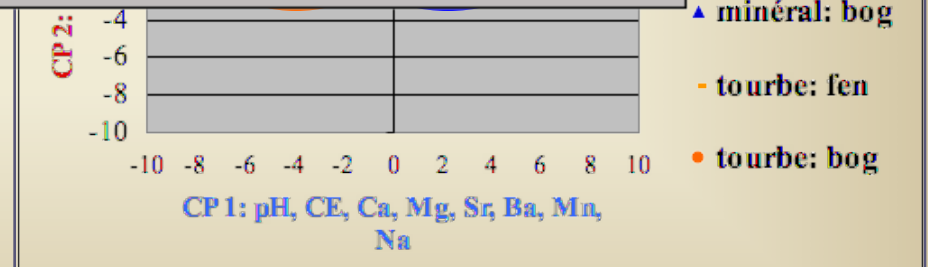 CP 2:
-4
-6
-8
-10
-10 -8 -6 -4 -2 0 2 4 6 8 10
CP 1: pH, CE, Ca, Mg, Sr, Ba, Mn,
Na
minéral: bog
tourbe: fen
tourbe: bog